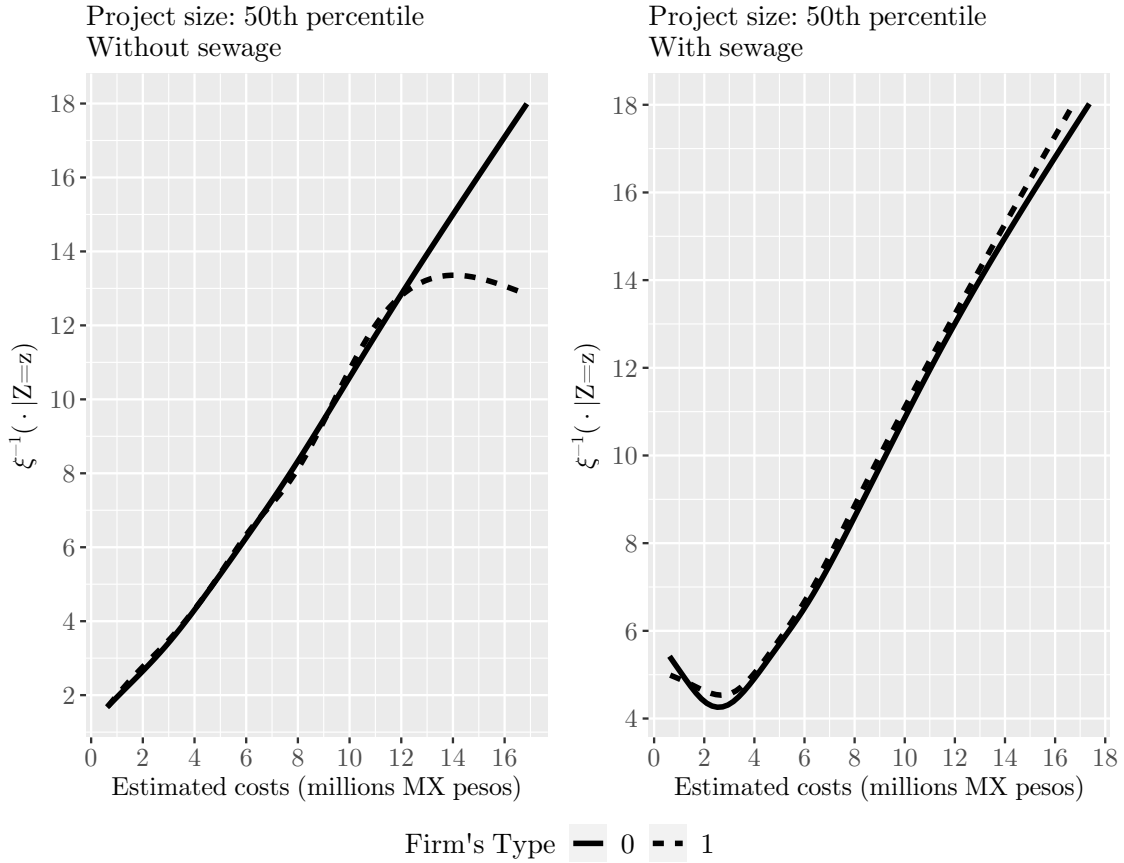 Project size: 50th percentile
Without sewage
18
16
14
12
10
8
6
4
2
ξ⁻¹( · |Z=z)
0 2 4 6 8 10 12 14 16
Estimated costs (millions MX pesos)
Project size: 50th percentile
With sewage
18
16
14
12
10
8
6
4
ξ⁻¹( · |Z=z)
0 2 4 6 8 10 12 14 16 18
Estimated costs (millions MX pesos)
Firm's Type 0 1